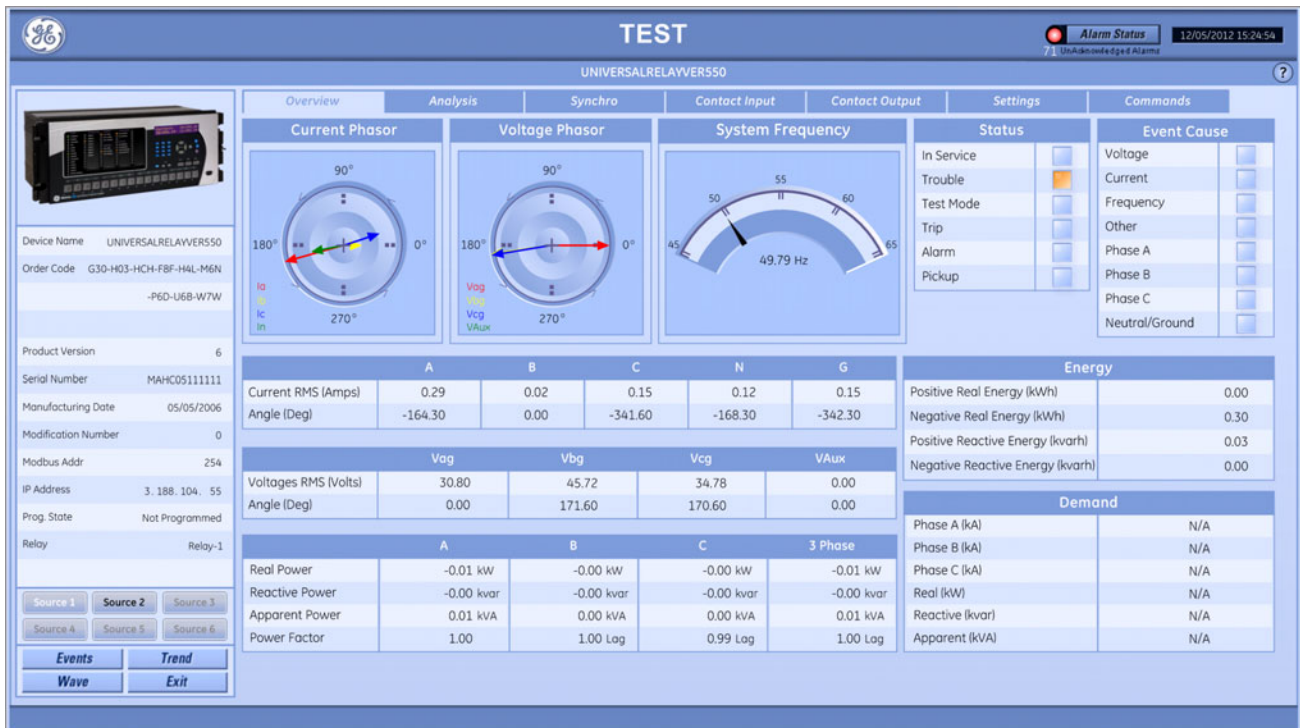 TEST
Alarm Status
12/05/2012 15:24:54
71 UnAcknowledged Alarms
UNIVERSALRELAYVER550
?
Overview Analysis Synchro Contact Input Contact Output Settings Commands
Device Name UNIVERSALRELAYVER550
Order Code G30-H03-HCH-F8F-H4L-M6N
-P6D-U6B-W7W
Product Version 6
Serial Number MAHC05111111
Manufacturing Date 05/05/2006
Modification Number 0
Modbus Addr 254
IP Address 3. 188. 104. 55
Prog. State Not Programmed
Relay Relay-1
Source 1 Source 2 Source 3
Source 4 Source 5 Source 6
Events Trend
Wave Exit
Current Phasor
90°
180° 0°
270°
Ia
Ib
Ic
In
Voltage Phasor
90°
180° 0°
270°
Vag
Vbg
Vcg
VAux
System Frequency
45 50 55 60 65
49.79 Hz
Status
In Service
Trouble
Test Mode
Trip
Alarm
Pickup
Event Cause
Voltage
Current
Frequency
Other
Phase A
Phase B
Phase C
Neutral/Ground
A B C N G
Current RMS (Amps) 0.29 0.02 0.15 0.12 0.15
Angle (Deg) -164.30 0.00 -341.60 -168.30 -342.30
Vag Vbg Vcg VAux
Voltages RMS (Volts) 30.80 45.72 34.78 0.00
Angle (Deg) 0.00 171.60 170.60 0.00
A B C 3 Phase
Real Power -0.01 kW -0.00 kW -0.00 kW -0.01 kW
Reactive Power -0.00 kvar -0.00 kvar -0.00 kvar -0.00 kvar
Apparent Power 0.01 kVA 0.00 kVA 0.00 kVA 0.01 kVA
Power Factor 1.00 1.00 Lag 0.99 Lag 1.00 Lag
Energy
Positive Real Energy (kWh) 0.00
Negative Real Energy (kWh) 0.30
Positive Reactive Energy (kvarh) 0.03
Negative Reactive Energy (kvarh) 0.00
Demand
Phase A (kA) N/A
Phase B (kA) N/A
Phase C (kA) N/A
Real (kW) N/A
Reactive (kvar) N/A
Apparent (kVA) N/A